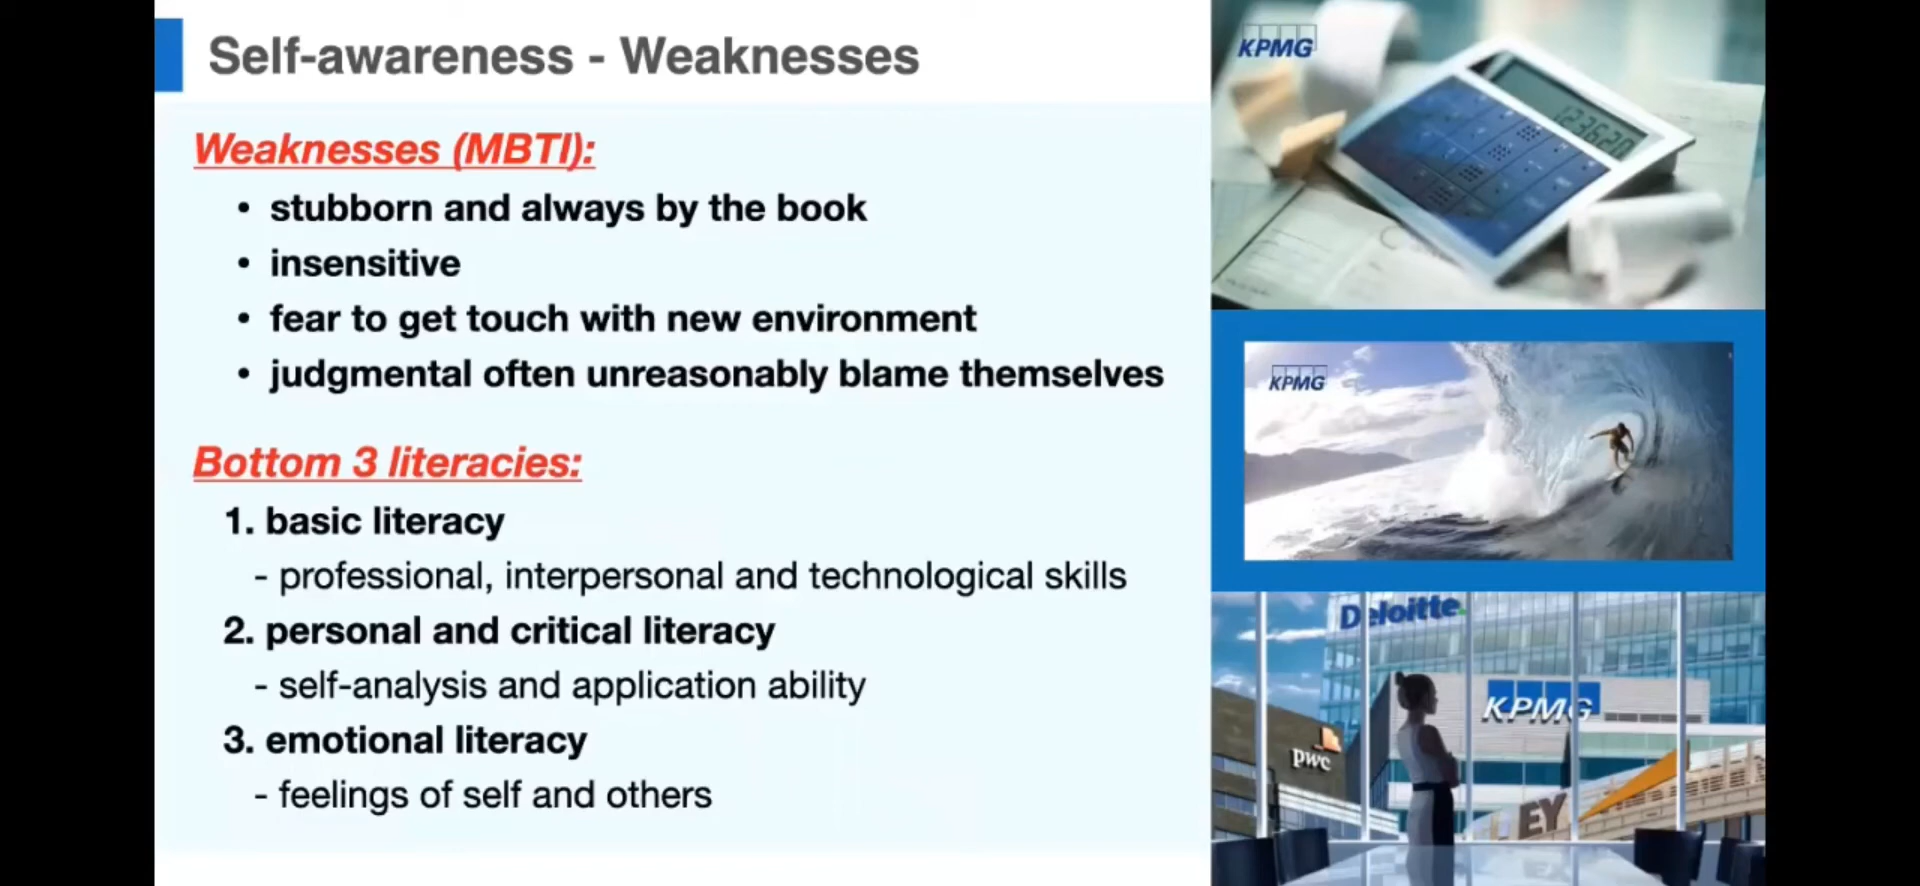 Self-awareness - Weaknesses
Weaknesses (MBTI):
• stubborn and always by the book
• insensitive
• fear to get touch with new environment
• judgmental often unreasonably blame themselves
Bottom 3 literacies:
1. basic literacy
- professional, interpersonal and technological skills
2. personal and critical literacy
- self-analysis and application ability
3. emotional literacy
- feelings of self and others
KPMG
123620
KPMG
Deloitte.
KPMG
pwc
EY